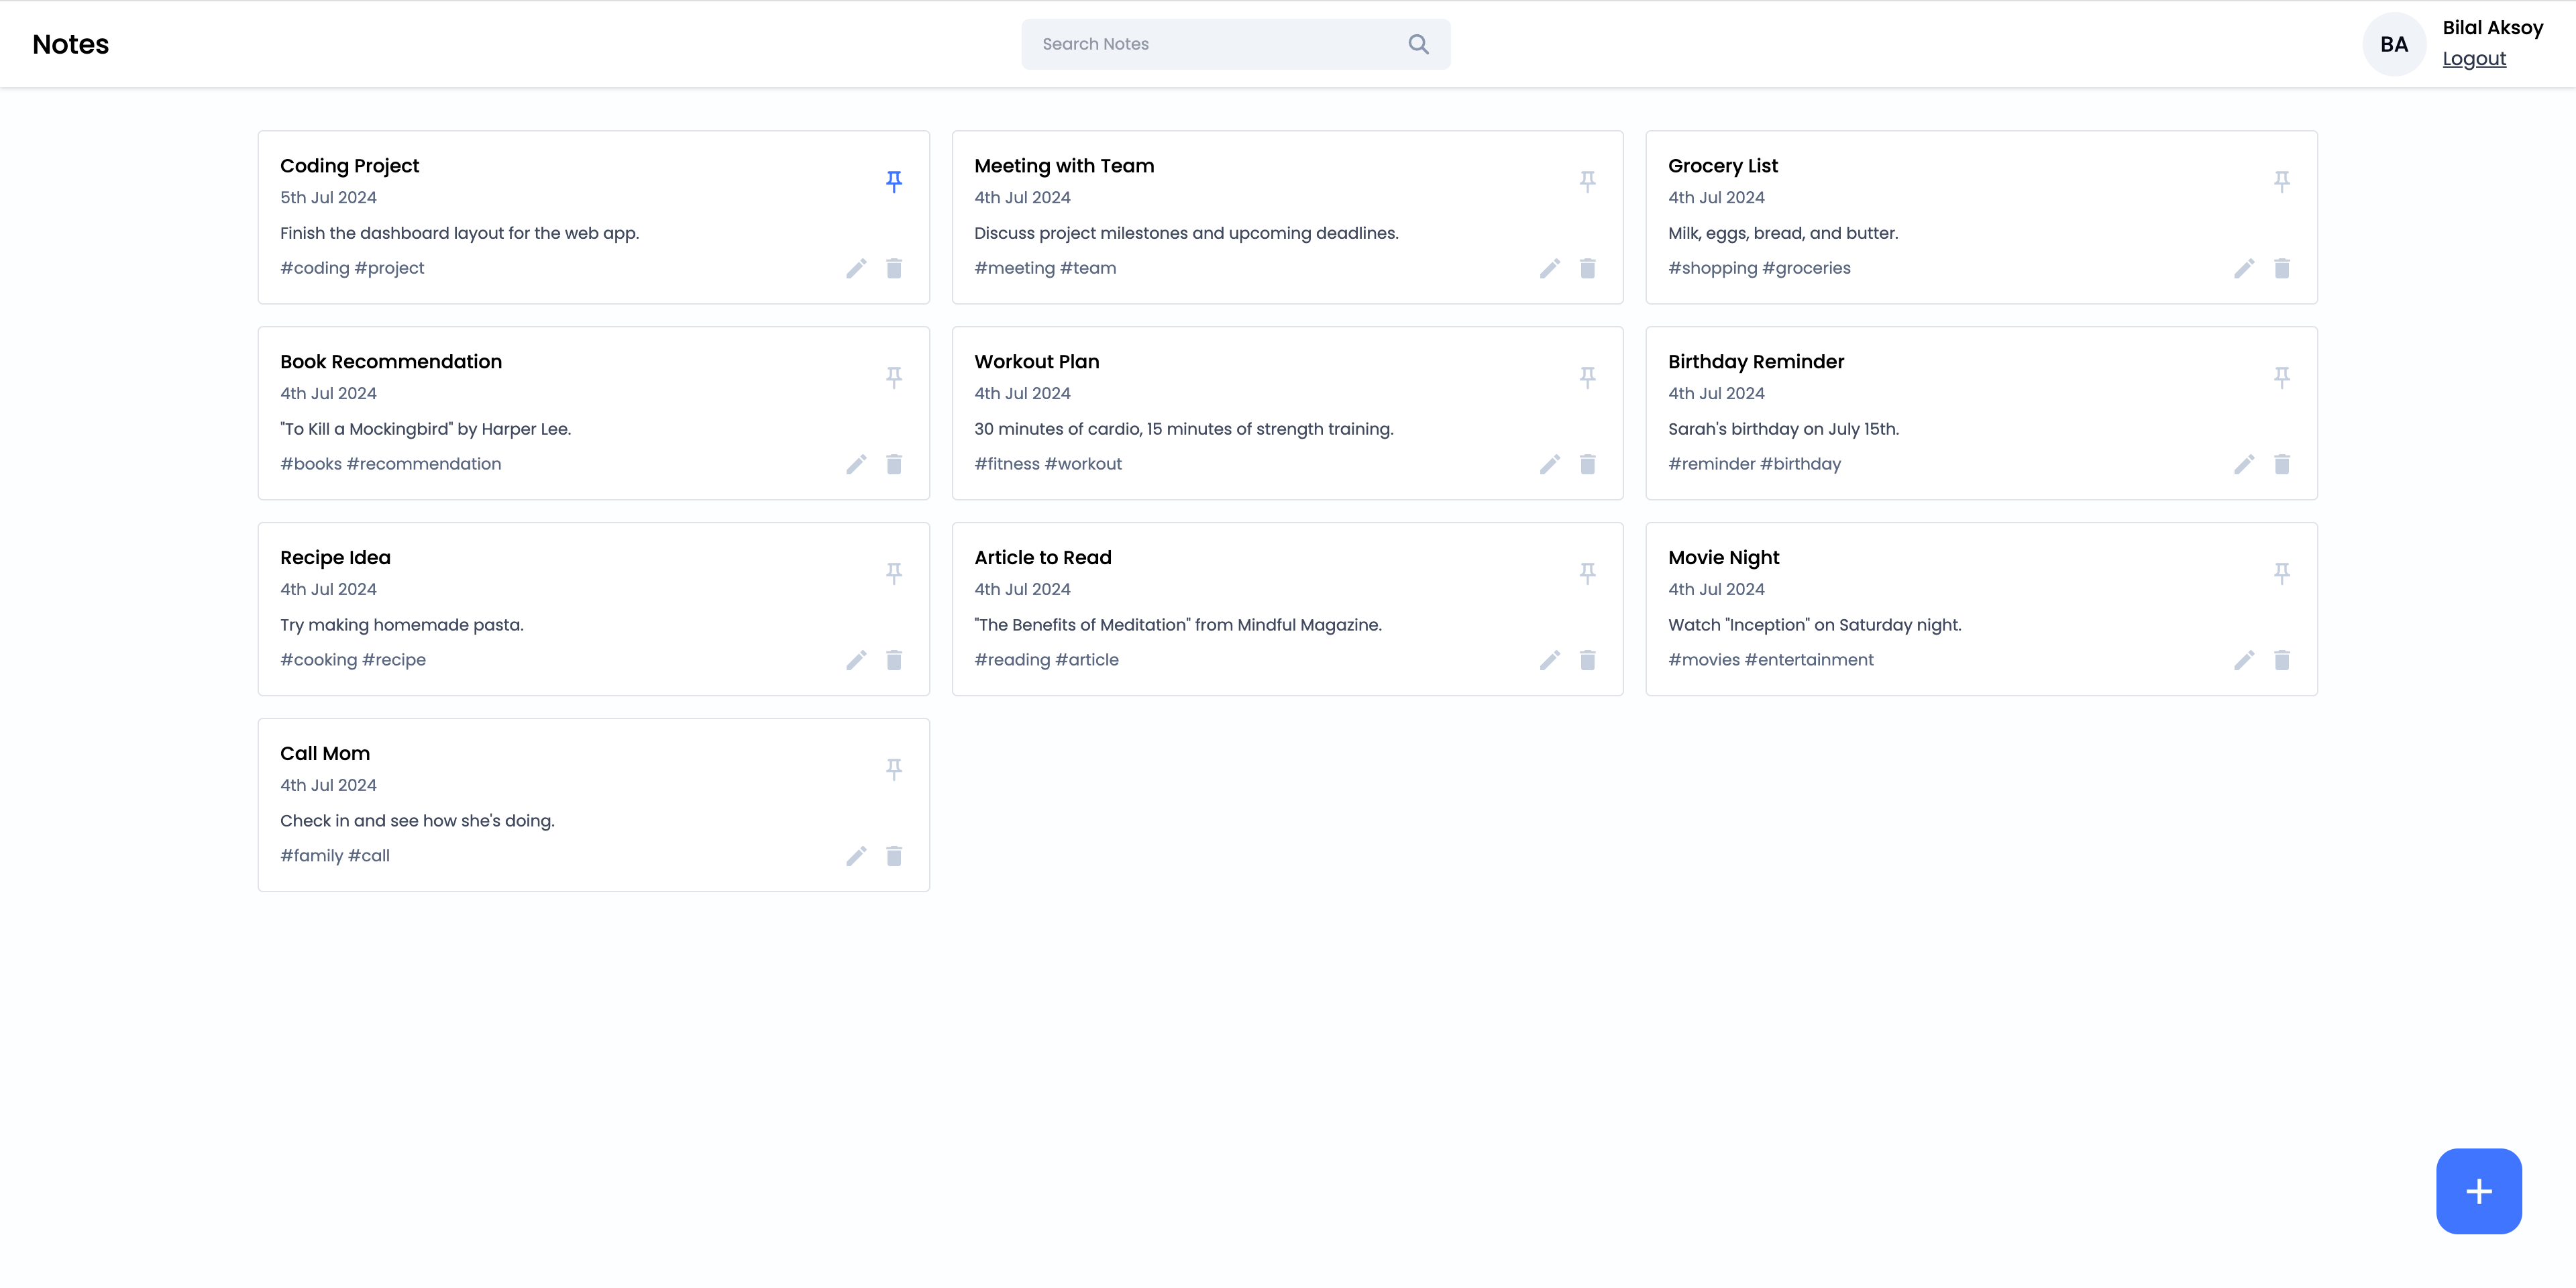 Notes
Search Notes
BA
Bilal Aksoy
Logout
Coding Project
5th Jul 2024
Finish the dashboard layout for the web app.
#coding #project
Meeting with Team
4th Jul 2024
Discuss project milestones and upcoming deadlines.
#meeting #team
Grocery List
4th Jul 2024
Milk, eggs, bread, and butter.
#shopping #groceries
Book Recommendation
4th Jul 2024
"To Kill a Mockingbird" by Harper Lee.
#books #recommendation
Workout Plan
4th Jul 2024
30 minutes of cardio, 15 minutes of strength training.
#fitness #workout
Birthday Reminder
4th Jul 2024
Sarah's birthday on July 15th.
#reminder #birthday
Recipe Idea
4th Jul 2024
Try making homemade pasta.
#cooking #recipe
Article to Read
4th Jul 2024
"The Benefits of Meditation" from Mindful Magazine.
#reading #article
Movie Night
4th Jul 2024
Watch "Inception" on Saturday night.
#movies #entertainment
Call Mom
4th Jul 2024
Check in and see how she's doing.
#family #call